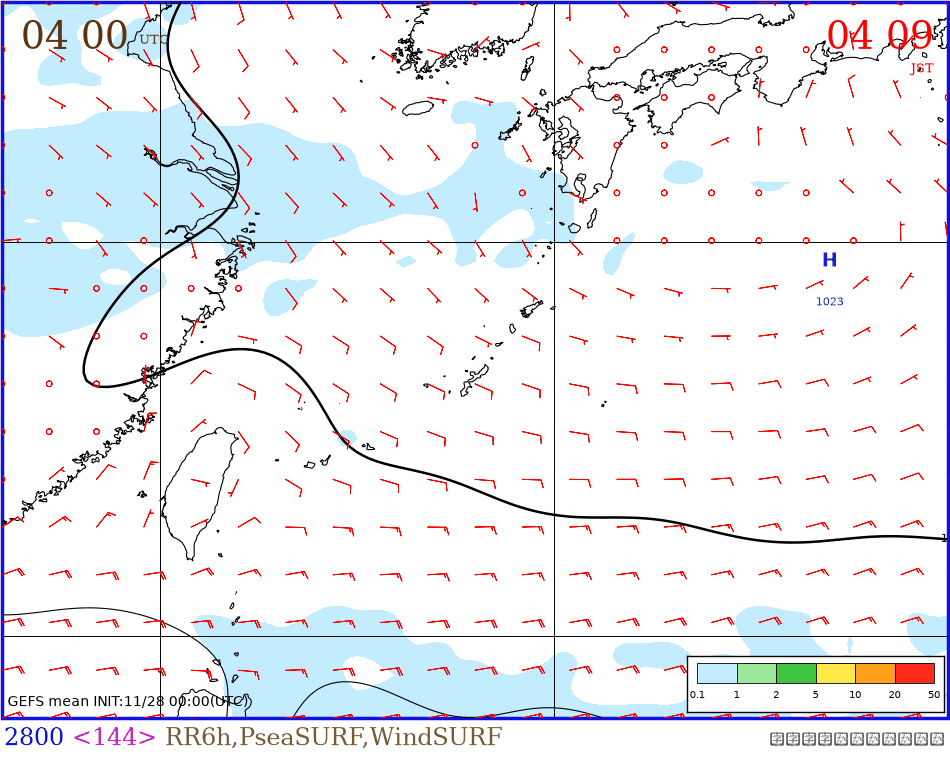 04 00 UTC
04 09
JST
H
1023
1
0.1 1 2 5 10 20 50
GEFS mean INIT:11/28 00:00(UTC)
2800 <144> RR6h,PseaSURF,WindSURF